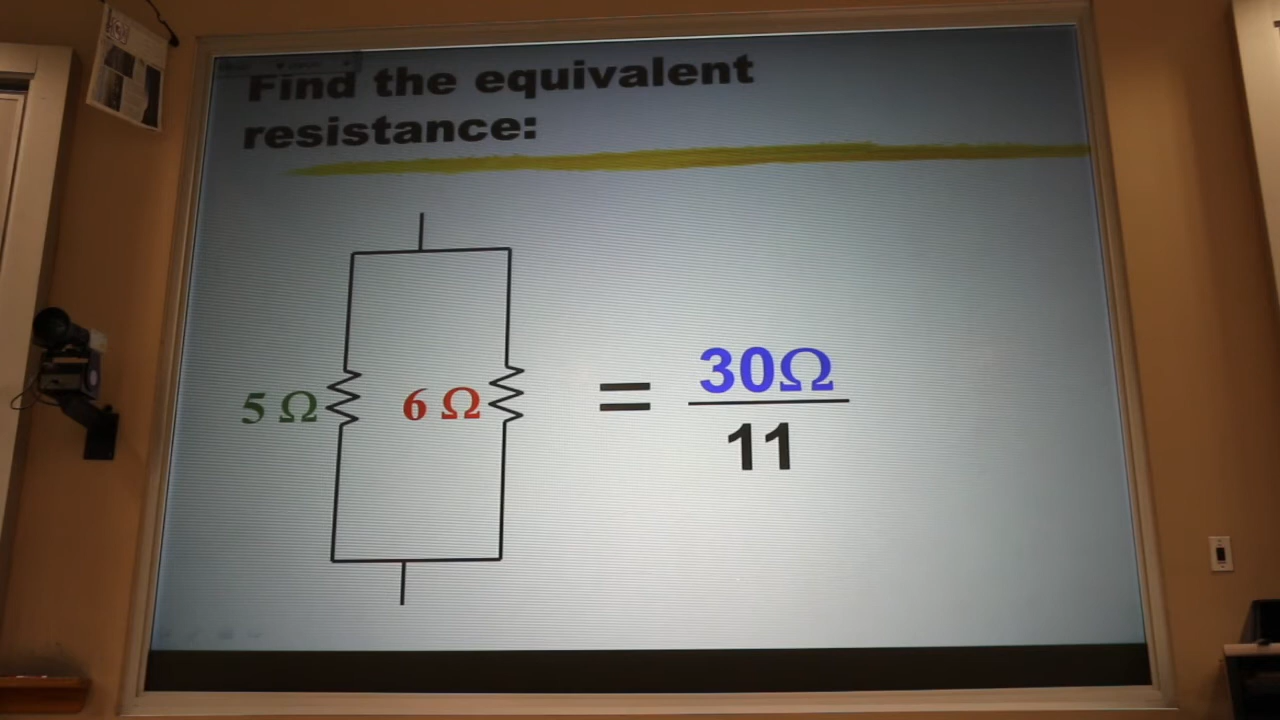 Find the equivalent
resistance:
5 Ω
6 Ω
=
30Ω
11